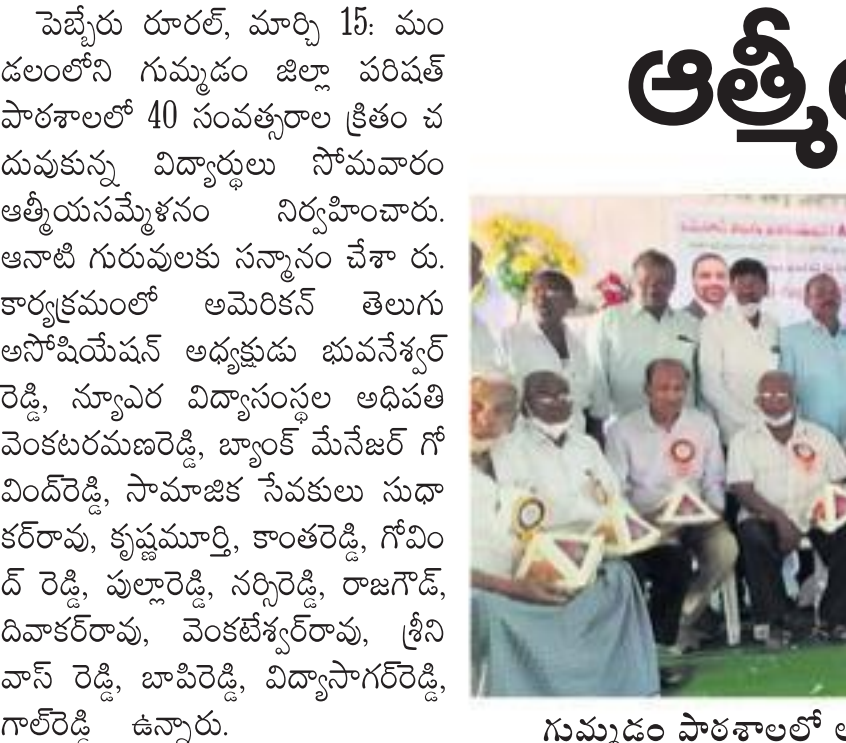 పెబ్బేరు రూరల్, మార్చి 15: మం
డలంలోని గుమ్మడం జిల్లా పరిషత్
పాఠశాలలో 40 సంవత్సరాల క్రితం చ
దువుకున్న విద్యార్థులు సోమవారం
ఆత్మీయసమ్మేళనం నిర్వహించారు.
ఆనాటి గురువులకు సన్మానం చేశా రు.
కార్యక్రమంలో అమెరికన్ తెలుగు
అసోషియేషన్ అధ్యక్షుడు భువనేశ్వర్
రెడ్డి, న్యూఎర విద్యాసంస్థల అధిపతి
వెంకటరమణరెడ్డి, బ్యాంక్ మేనేజర్ గో
వింద్‌రెడ్డి, సామాజిక సేవకులు సుధా
కర్‌రావు, కృష్ణమూర్తి, కాంతరెడ్డి, గోవిం
ద్ రెడ్డి, పుల్లారెడ్డి, నర్సిరెడ్డి, రాజగౌడ్,
దివాకర్‌రావు, వెంకటేశ్వర్‌రావు, శ్రీని
వాస్ రెడ్డి, బాపిరెడ్డి, విద్యాసాగర్‌రెడ్డి,
గాల్‌రెడ్డి ఉన్నారు.
ఆత్మీయ
గుమ్మడం పాఠశాలలో